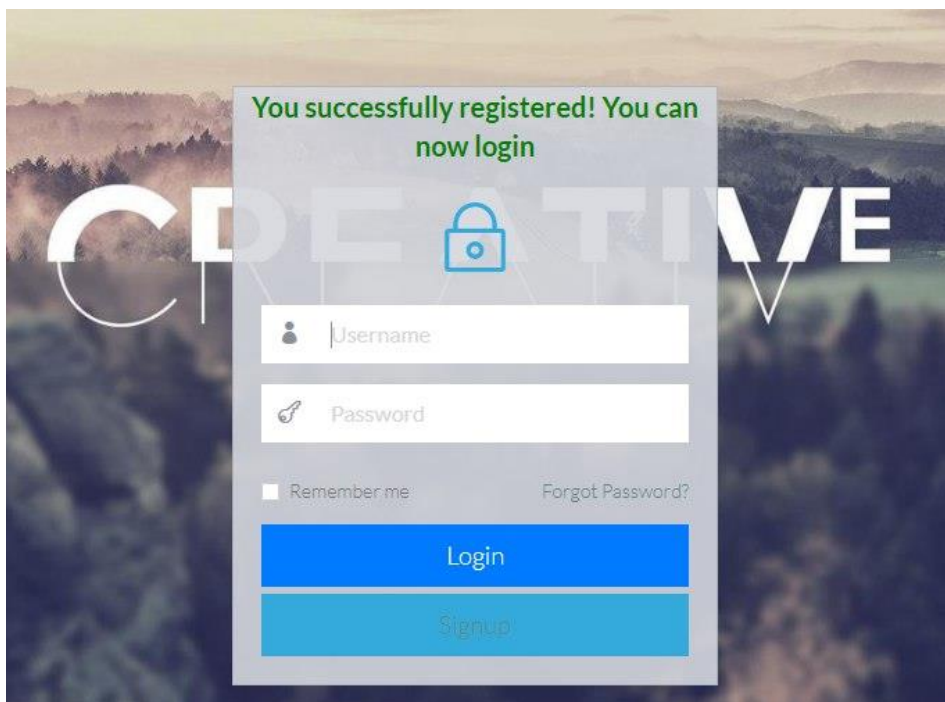 You successfully registered! You can
now login
CREATIVE
Username
Password
Remember me Forgot Password?
Login
Signup